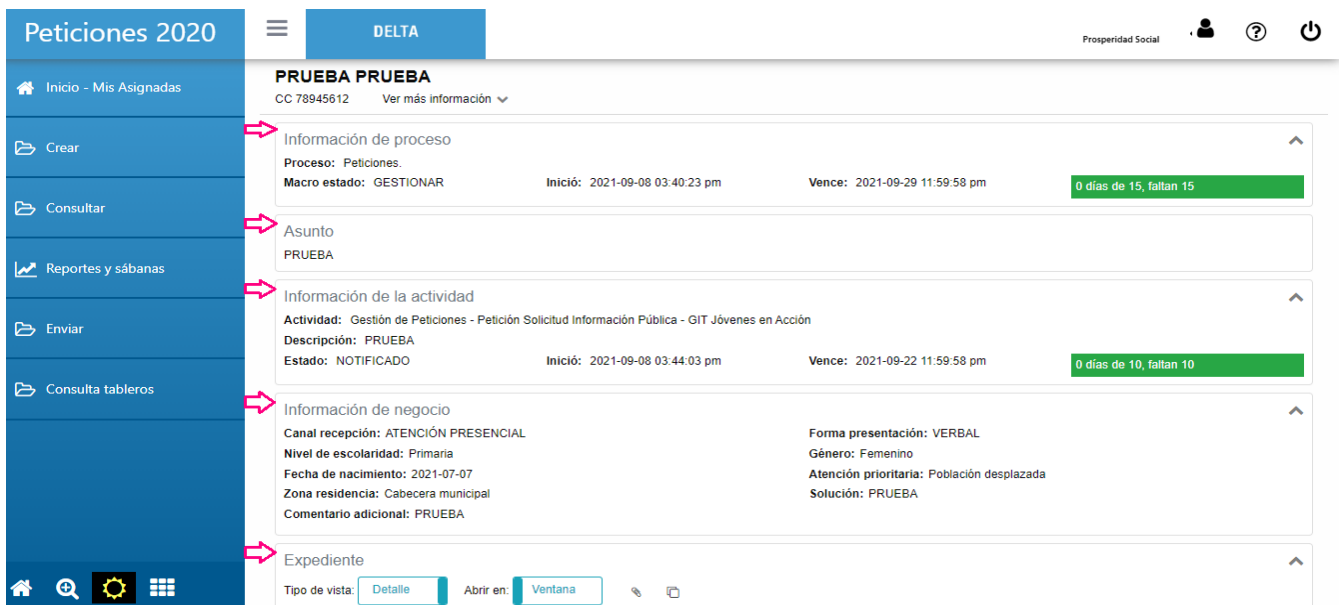 Peticiones 2020
DELTA
Prosperidad Social
Inicio - Mis Asignadas
Crear
Consultar
Reportes y sábanas
Enviar
Consulta tableros
PRUEBA PRUEBA
CC 78945612 Ver más información
Información de proceso
Proceso: Peticiones.
Macro estado: GESTIONAR Inició: 2021-09-08 03:40:23 pm Vence: 2021-09-29 11:59:58 pm 0 días de 15, faltan 15
Asunto
PRUEBA
Información de la actividad
Actividad: Gestión de Peticiones - Petición Solicitud Información Pública - GIT Jóvenes en Acción
Descripción: PRUEBA
Estado: NOTIFICADO Inició: 2021-09-08 03:44:03 pm Vence: 2021-09-22 11:59:58 pm 0 días de 10, faltan 10
Información de negocio
Canal recepción: ATENCIÓN PRESENCIAL Forma presentación: VERBAL
Nivel de escolaridad: Primaria Género: Femenino
Fecha de nacimiento: 2021-07-07 Atención prioritaria: Población desplazada
Zona residencia: Cabecera municipal Solución: PRUEBA
Comentario adicional: PRUEBA
Expediente
Tipo de vista: Detalle Abrir en: Ventana